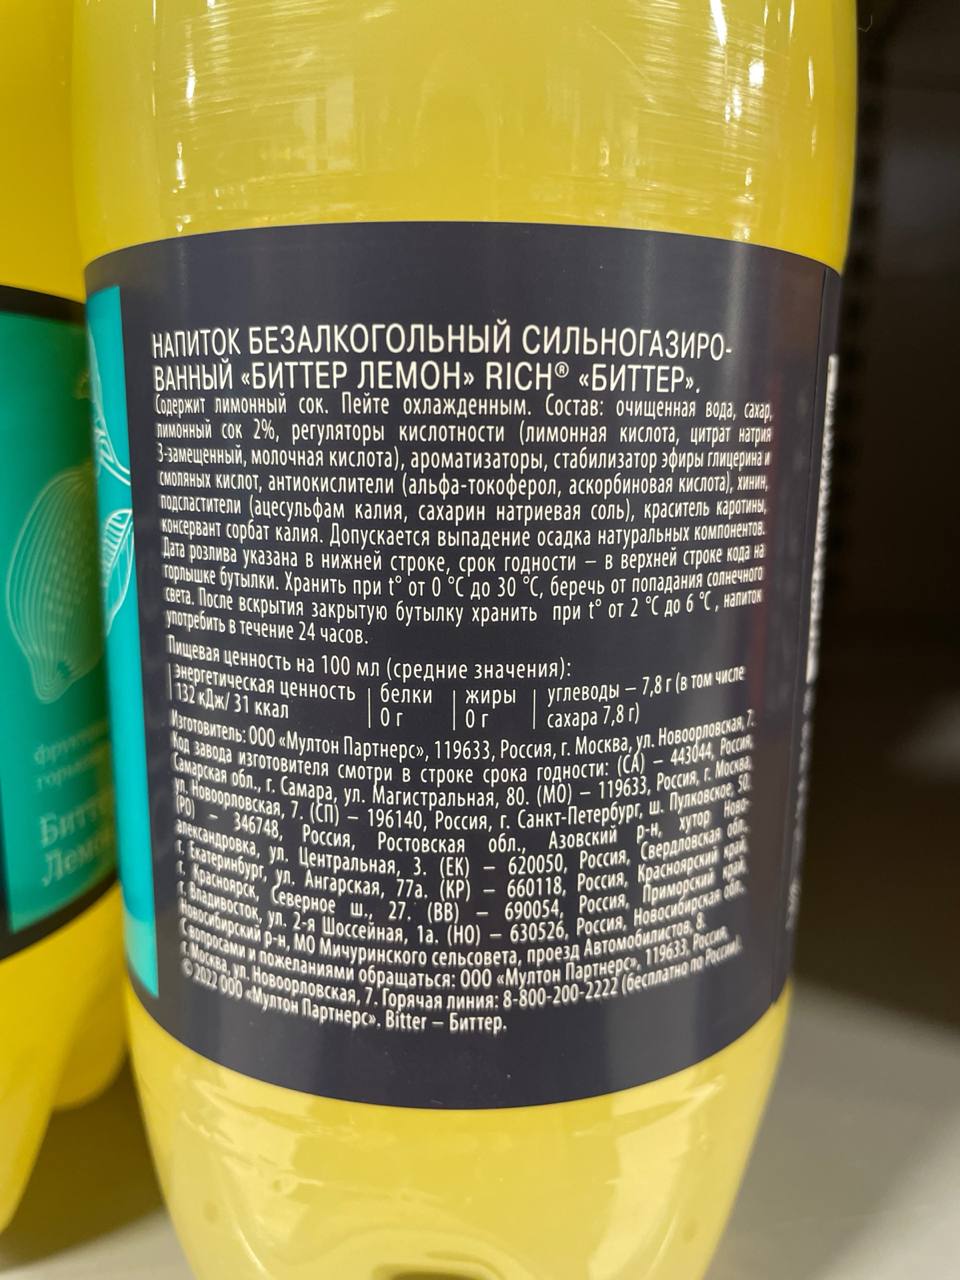 НАПИТОК БЕЗАЛКОГОЛЬНЫЙ СИЛЬНОГАЗИРО-
ВАННЫЙ «БИТТЕР ЛЕМОН» RICH® «БИТТЕР».
Содержит лимонный сок. Пейте охлажденным. Состав: очищенная вода, сахар,
лимонный сок 2%, регуляторы кислотности (лимонная кислота, цитрат натрия
3-замещенный, молочная кислота), ароматизаторы, стабилизатор эфиры глицерина и
смоляных кислот, антиокислители (альфа-токоферол, аскорбиновая кислота), хинин,
подсластители (ацесульфам калия, сахарин натриевая соль), краситель каротины,
консервант сорбат калия. Допускается выпадение осадка натуральных компонентов.
Дата розлива указана в нижней строке, срок годности – в верхней строке кода на
горлышке бутылки. Хранить при t° от 0 °C до 30 °C, беречь от попадания солнечного
света. После вскрытия закрытую бутылку хранить при t° от 2 °C до 6 °C, напиток
употребить в течение 24 часов.
Пищевая ценность на 100 мл (средние значения):
энергетическая ценность | белки | жиры | углеводы – 7,8 г (в том числе
132 кДж/ 31 ккал | 0 г | 0 г | сахара 7,8 г)
Изготовитель: ООО «Мултон Партнерс», 119633, Россия, г. Москва, ул. Новоорловская, 7.
Код завода изготовителя смотри в строке срока годности: (СА) – 443044, Россия,
Самарская обл., г. Самара, ул. Магистральная, 80. (МО) – 119633, Россия, г. Москва,
ул. Новоорловская, 7. (СП) – 196140, Россия, г. Санкт-Петербург, ш. Пулковское, 50.
(РО) – 346748, Россия, Ростовская обл., Азовский р-н, хутор Ново-
александровка, ул. Центральная, 3. (ЕК) – 620050, Россия, Свердловская обл.,
г. Екатеринбург, ул. Ангарская, 77а. (КР) – 660118, Россия, Красноярский край,
г. Красноярск, Северное ш., 27. (ВВ) – 690054, Россия, Приморский край,
г. Владивосток, ул. 2-я Шоссейная, 1а. (НО) – 630526, Россия, Новосибирская обл.,
Новосибирский р-н, МО Мичуринского сельсовета, проезд Автомобилистов, 8.
С вопросами и пожеланиями обращаться: ООО «Мултон Партнерс», 119633, Россия,
г. Москва, ул. Новоорловская, 7. Горячая линия: 8-800-200-2222 (бесплатно по России).
© 2022 ООО «Мултон Партнерс». Bitter – Биттер.